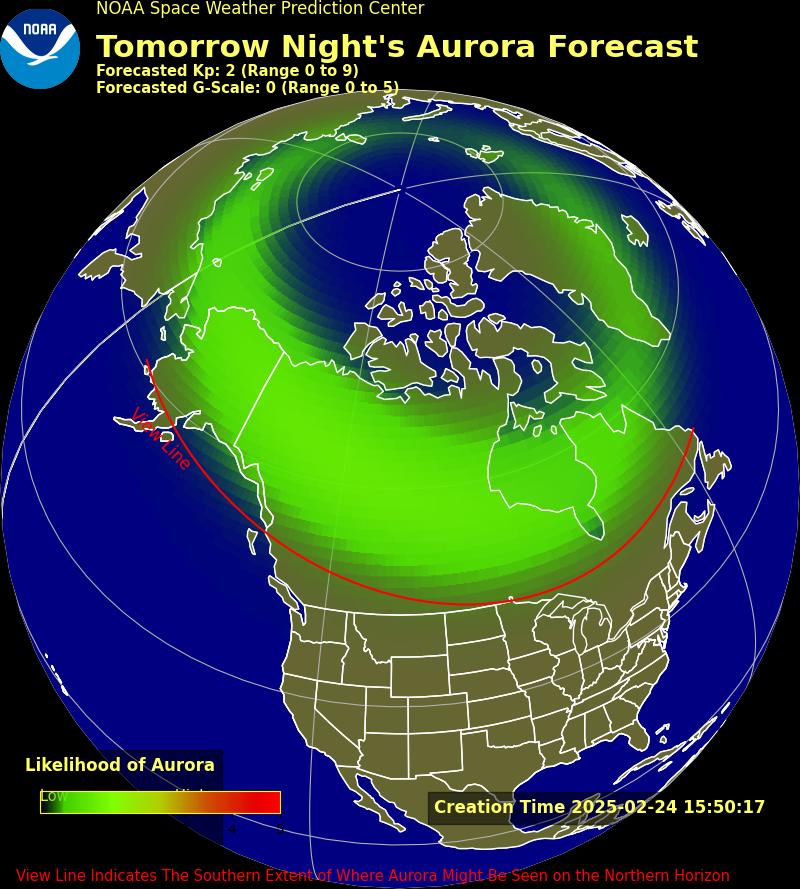 NOAA Space Weather Prediction Center
NOAA
Tomorrow Night's Aurora Forecast
Forecasted Kp: 2 (Range 0 to 9)
Forecasted G-Scale: 0 (Range 0 to 5)
View Line
Likelihood of Aurora
Low
4
Creation Time 2025-02-24 15:50:17
View Line Indicates The Southern Extent of Where Aurora Might Be Seen on the Northern Horizon